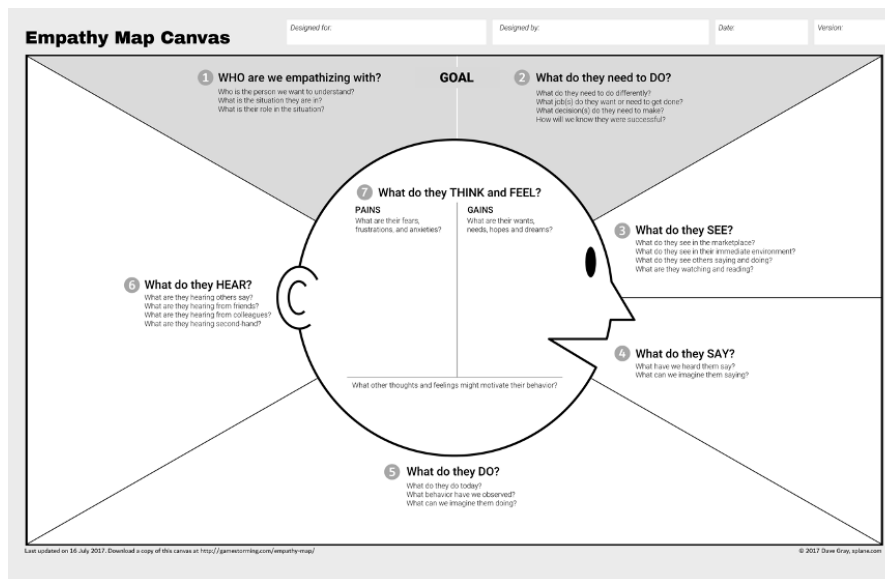 Empathy Map Canvas
Designed for:
Designed by:
Date:
Version:
1 WHO are we empathizing with?
Who is the person we want to understand?
What is the situation they are in?
What is their role in the situation?
GOAL
2 What do they need to DO?
What do they need to do differently?
What job(s) do they want or need to get done?
What decision(s) do they need to make?
How will we know they were successful?
7 What do they THINK and FEEL?
PAINS
What are their fears,
frustrations, and anxieties?
GAINS
What are their wants,
needs, hopes and dreams?
What other thoughts and feelings might motivate their behavior?
3 What do they SEE?
What do they see in the marketplace?
What do they see in their immediate environment?
What do they see others saying and doing?
What are they watching and reading?
4 What do they SAY?
What have we heard them say?
What can we imagine them saying?
5 What do they DO?
What do they do today?
What behavior have we observed?
What can we imagine them doing?
6 What do they HEAR?
What are they hearing others say?
What are they hearing from friends?
What are they hearing from colleagues?
What are they hearing second-hand?
Last updated on 16 July 2017. Download a copy of this canvas at http://gamestorming.com/empathy-map/
© 2017 Dave Gray, xplane.com